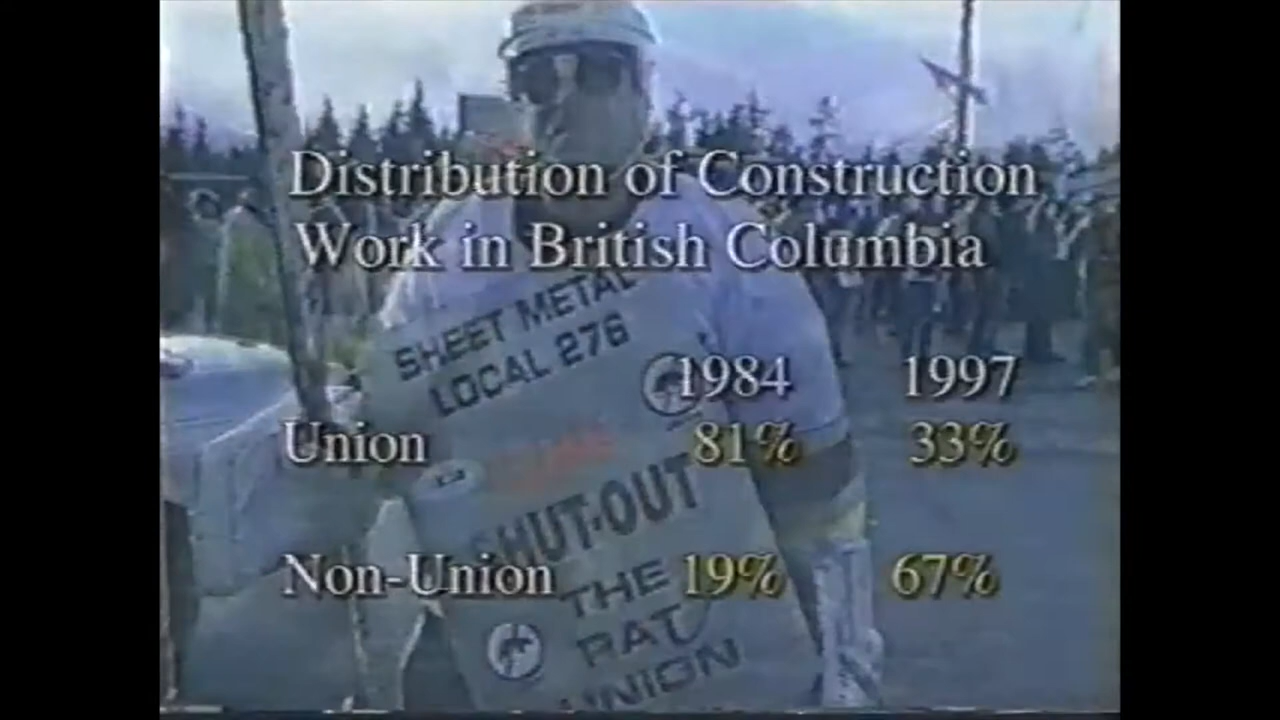 Distribution of Construction
Work in British Columbia
SHEET METAL
LOCAL 276
1984 1997
Union 81% 33%
SHUT-OUT
Non-Union 19% 67%
THE
RAT
UNION